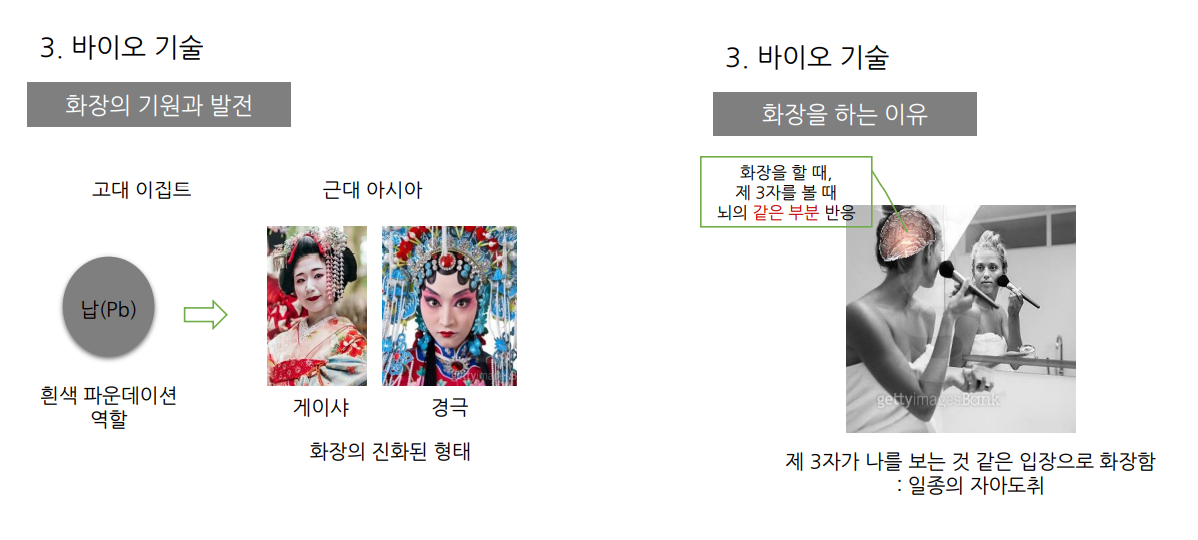 3. 바이오 기술
화장의 기원과 발전
고대 이집트
근대 아시아
납(Pb)
흰색 파운데이션
역할
gettyimages
게이샤
경극
화장의 진화된 형태
3. 바이오 기술
화장을 하는 이유
화장을 할 때,
제 3자를 볼 때
뇌의 같은 부분 반응
gettyimagesBank
제 3자가 나를 보는 것 같은 입장으로 화장함
: 일종의 자아도취